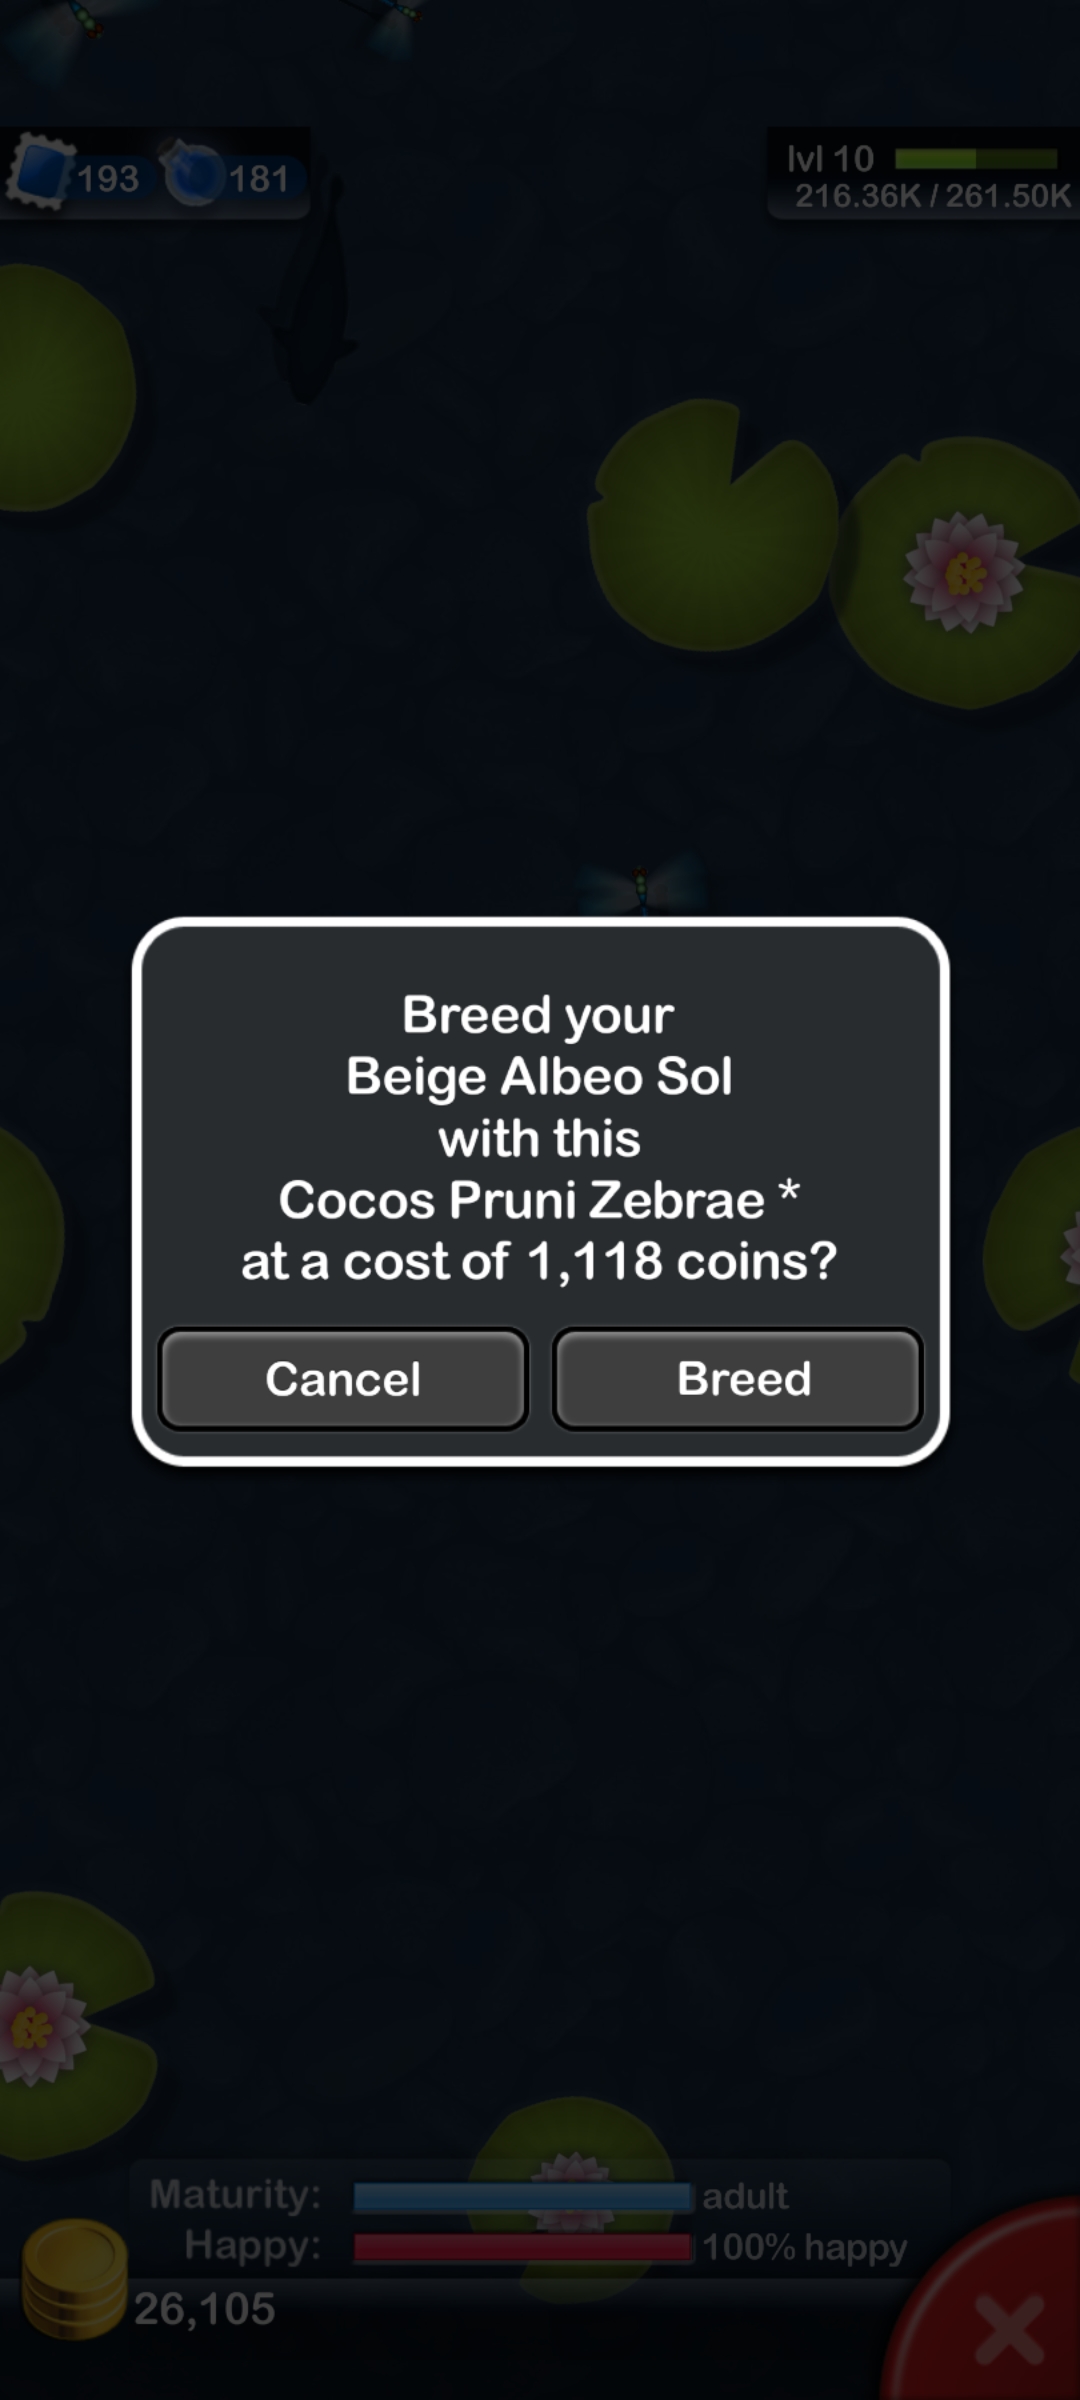 193
181
lvl 10
216.36K / 261.50K
Breed your
Beige Albeo Sol
with this
Cocos Pruni Zebrae *
at a cost of 1,118 coins?
Cancel
Breed
Maturity:
adult
Happy:
100% happy
26,105